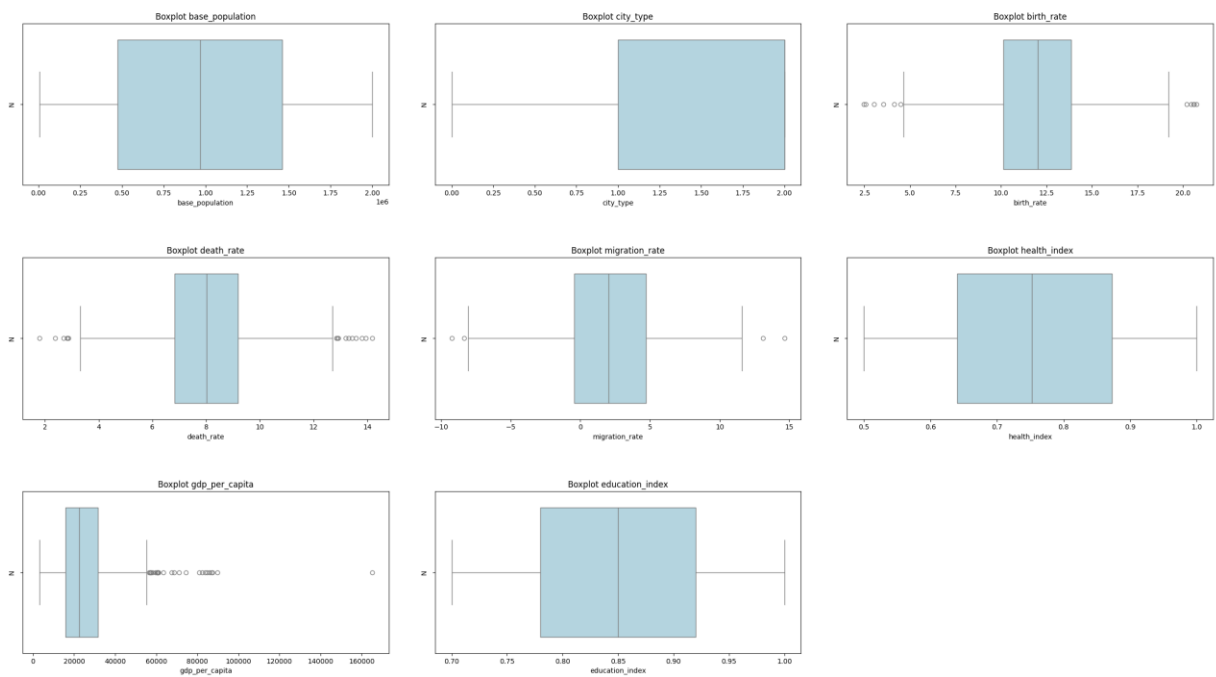 Boxplot base_population
N
0.00 0.25 0.50 0.75 1.00 1.25 1.50 1.75 2.00
base_population
1e6
Boxplot city_type
N
0.00 0.25 0.50 0.75 1.00 1.25 1.50 1.75 2.00
city_type
Boxplot birth_rate
N
2.5 5.0 7.5 10.0 12.5 15.0 17.5 20.0
birth_rate
Boxplot death_rate
N
2 4 6 8 10 12 14
death_rate
Boxplot migration_rate
N
−10 −5 0 5 10 15
migration_rate
Boxplot health_index
N
0.5 0.6 0.7 0.8 0.9 1.0
health_index
Boxplot gdp_per_capita
N
0 20000 40000 60000 80000 100000 120000 140000 160000
gdp_per_capita
Boxplot education_index
N
0.70 0.75 0.80 0.85 0.90 0.95 1.00
education_index